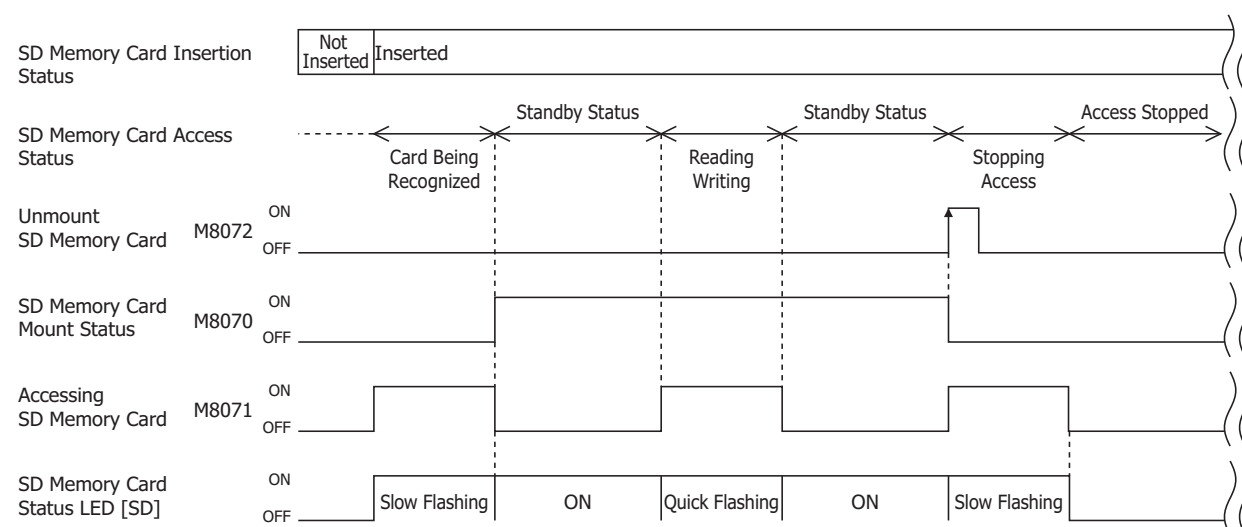 SD Memory Card Insertion
Status
Not
Inserted
Inserted
SD Memory Card Access
Status
Standby Status
Standby Status
Access Stopped
Card Being
Recognized
Reading
Writing
Stopping
Access
Unmount
SD Memory Card
M8072
ON
OFF
SD Memory Card
Mount Status
M8070
ON
OFF
Accessing
SD Memory Card
M8071
ON
OFF
SD Memory Card
Status LED [SD]
ON
OFF
Slow Flashing
ON
Quick Flashing
ON
Slow Flashing